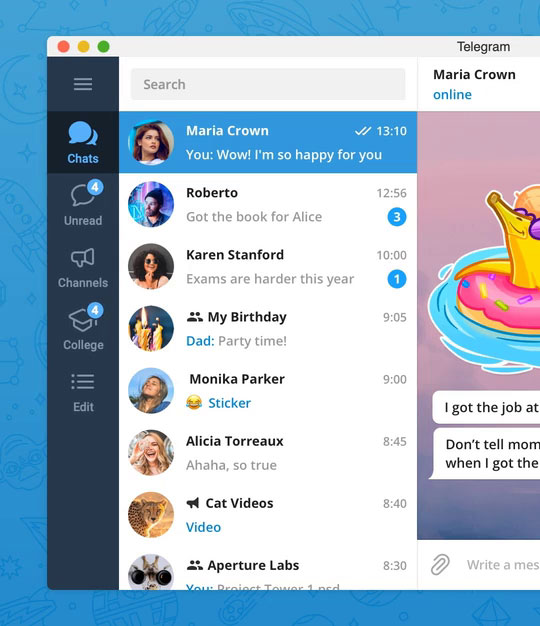 Telegram
Search
Maria Crown
online
Chats
4
Unread
Channels
4
College
Edit
Maria Crown 13:10
You: Wow! I'm so happy for you
Roberto 12:56
Got the book for Alice 3
Karen Stanford 10:00
Exams are harder this year 1
My Birthday 9:05
Dad: Party time!
Monika Parker 9:00
😂 Sticker
Alicia Torreaux 8:45
Ahaha, so true
Cat Videos 8:40
Video
Aperture Labs 8:30
You: Project Tower 1.psd
I got the job at
Don't tell mom
when I got the
Write a mes